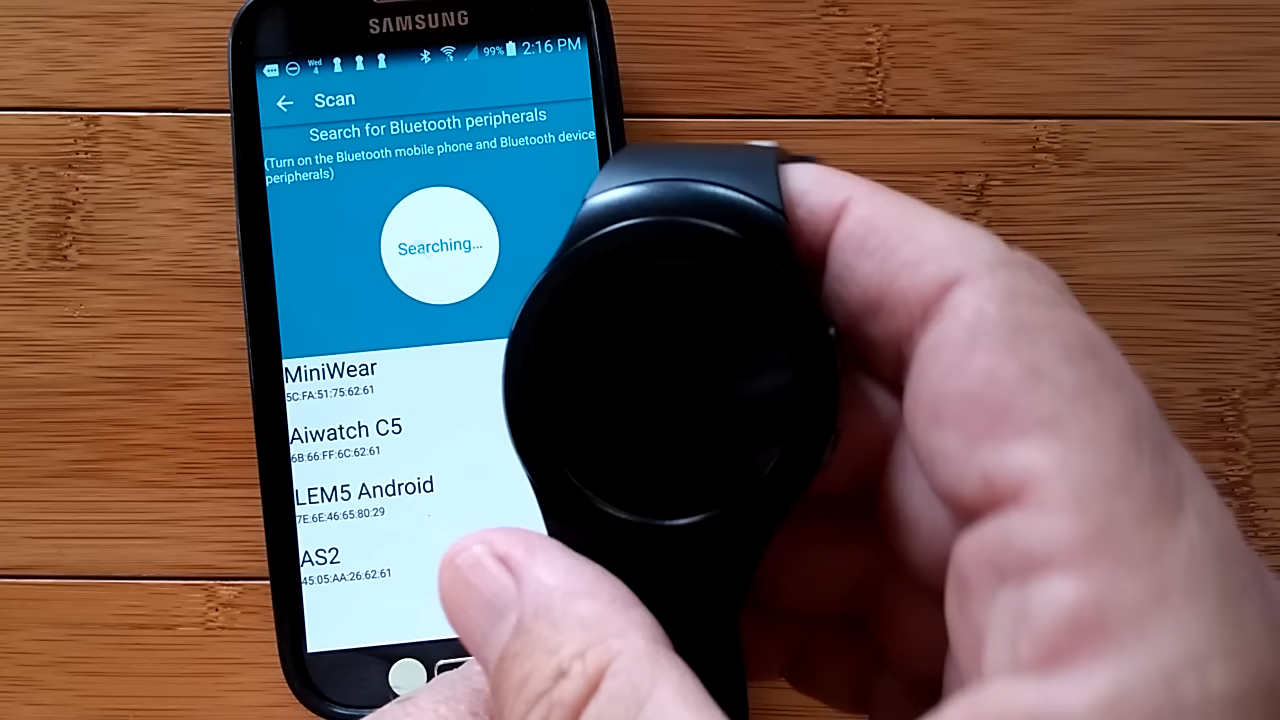 SAMSUNG
Wed
4
99% 2:16 PM
Scan
Search for Bluetooth peripherals
(Turn on the Bluetooth mobile phone and Bluetooth device
peripherals)
Searching...
MiniWear
5C:FA:51:75:62:61
Aiwatch C5
6B:66:FF:6C:62:61
LEM5 Android
7E:6E:46:65:80:29
AS2
45:05:AA:26:62:61